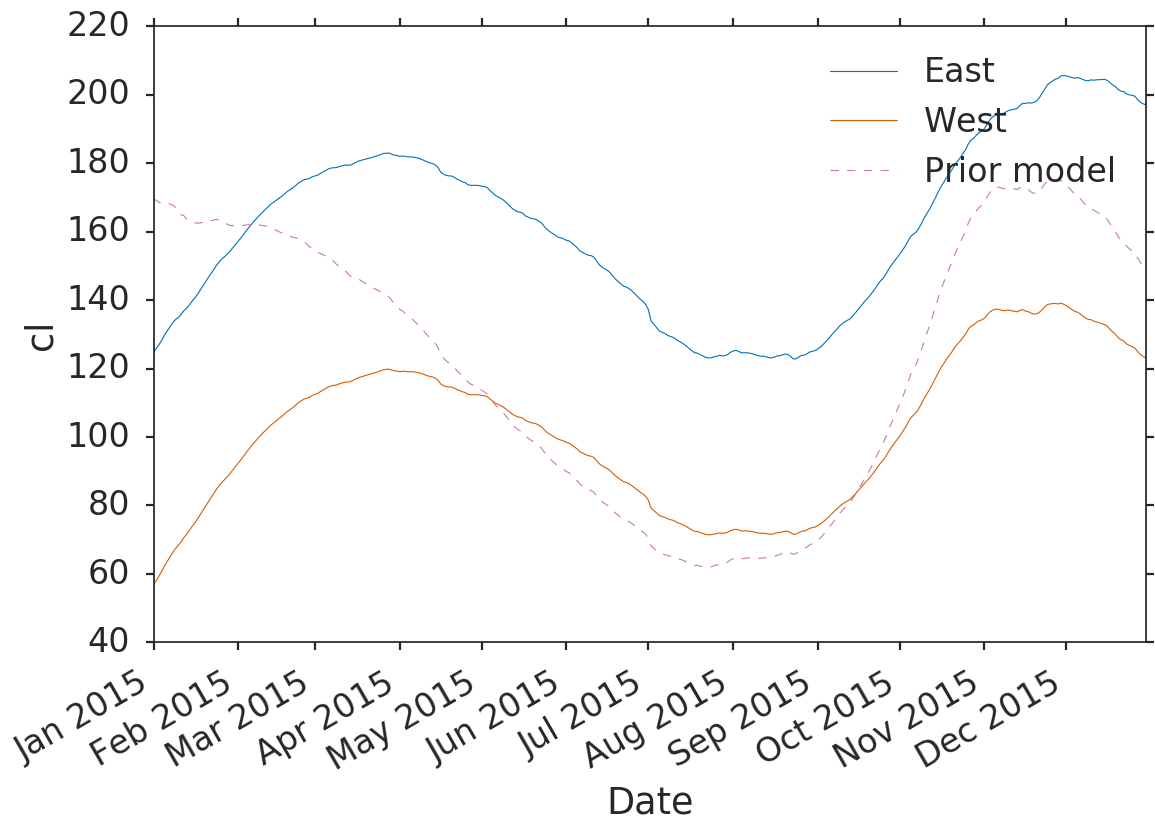 220
200
180
160
140
120
100
80
60
40
cl
East
West
Prior model
Jan 2015
Feb 2015
Mar 2015
Apr 2015
May 2015
Jun 2015
Jul 2015
Aug 2015
Sep 2015
Oct 2015
Nov 2015
Dec 2015
Date